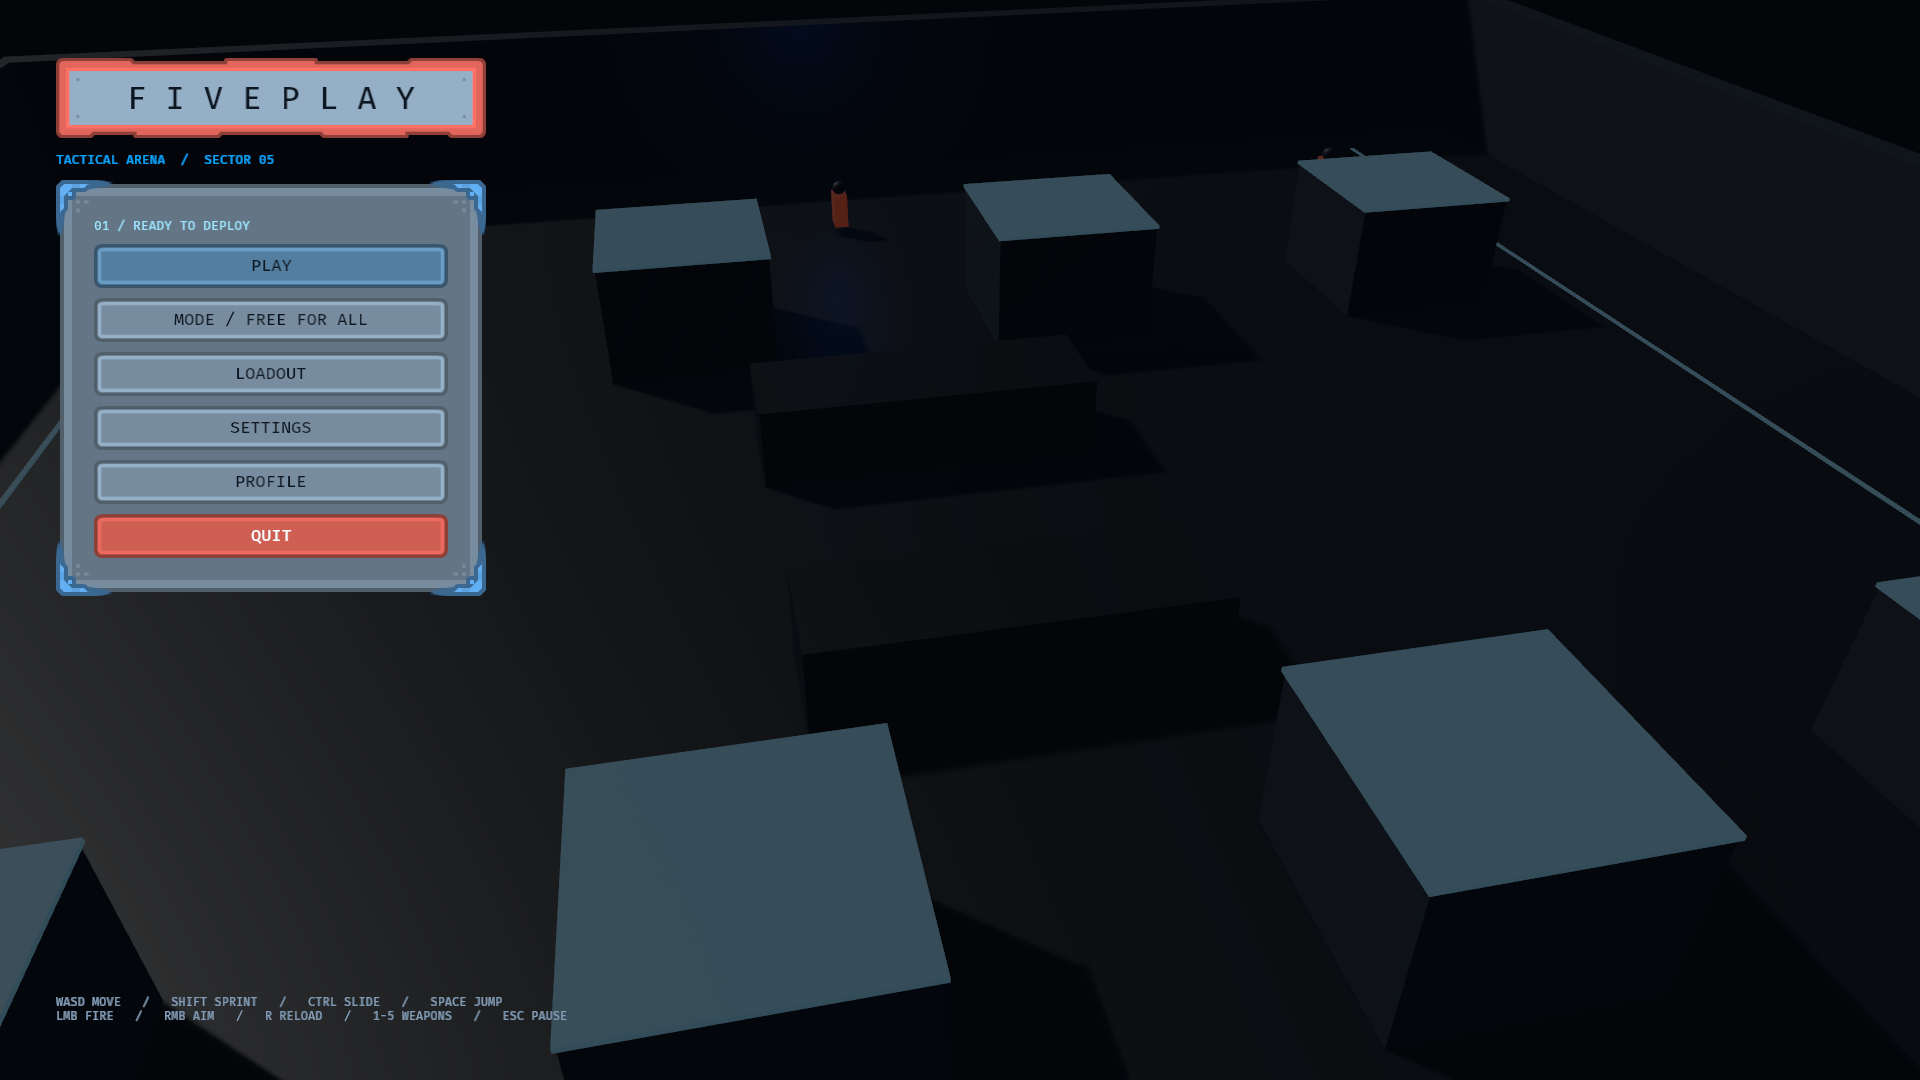 FIVEPLAY
TACTICAL ARENA / SECTOR 05
01 / READY TO DEPLOY
PLAY
MODE / FREE FOR ALL
LOADOUT
SETTINGS
PROFILE
QUIT
WASD MOVE / SHIFT SPRINT / CTRL SLIDE / SPACE JUMP
LMB FIRE / RMB AIM / R RELOAD / 1-5 WEAPONS / ESC PAUSE